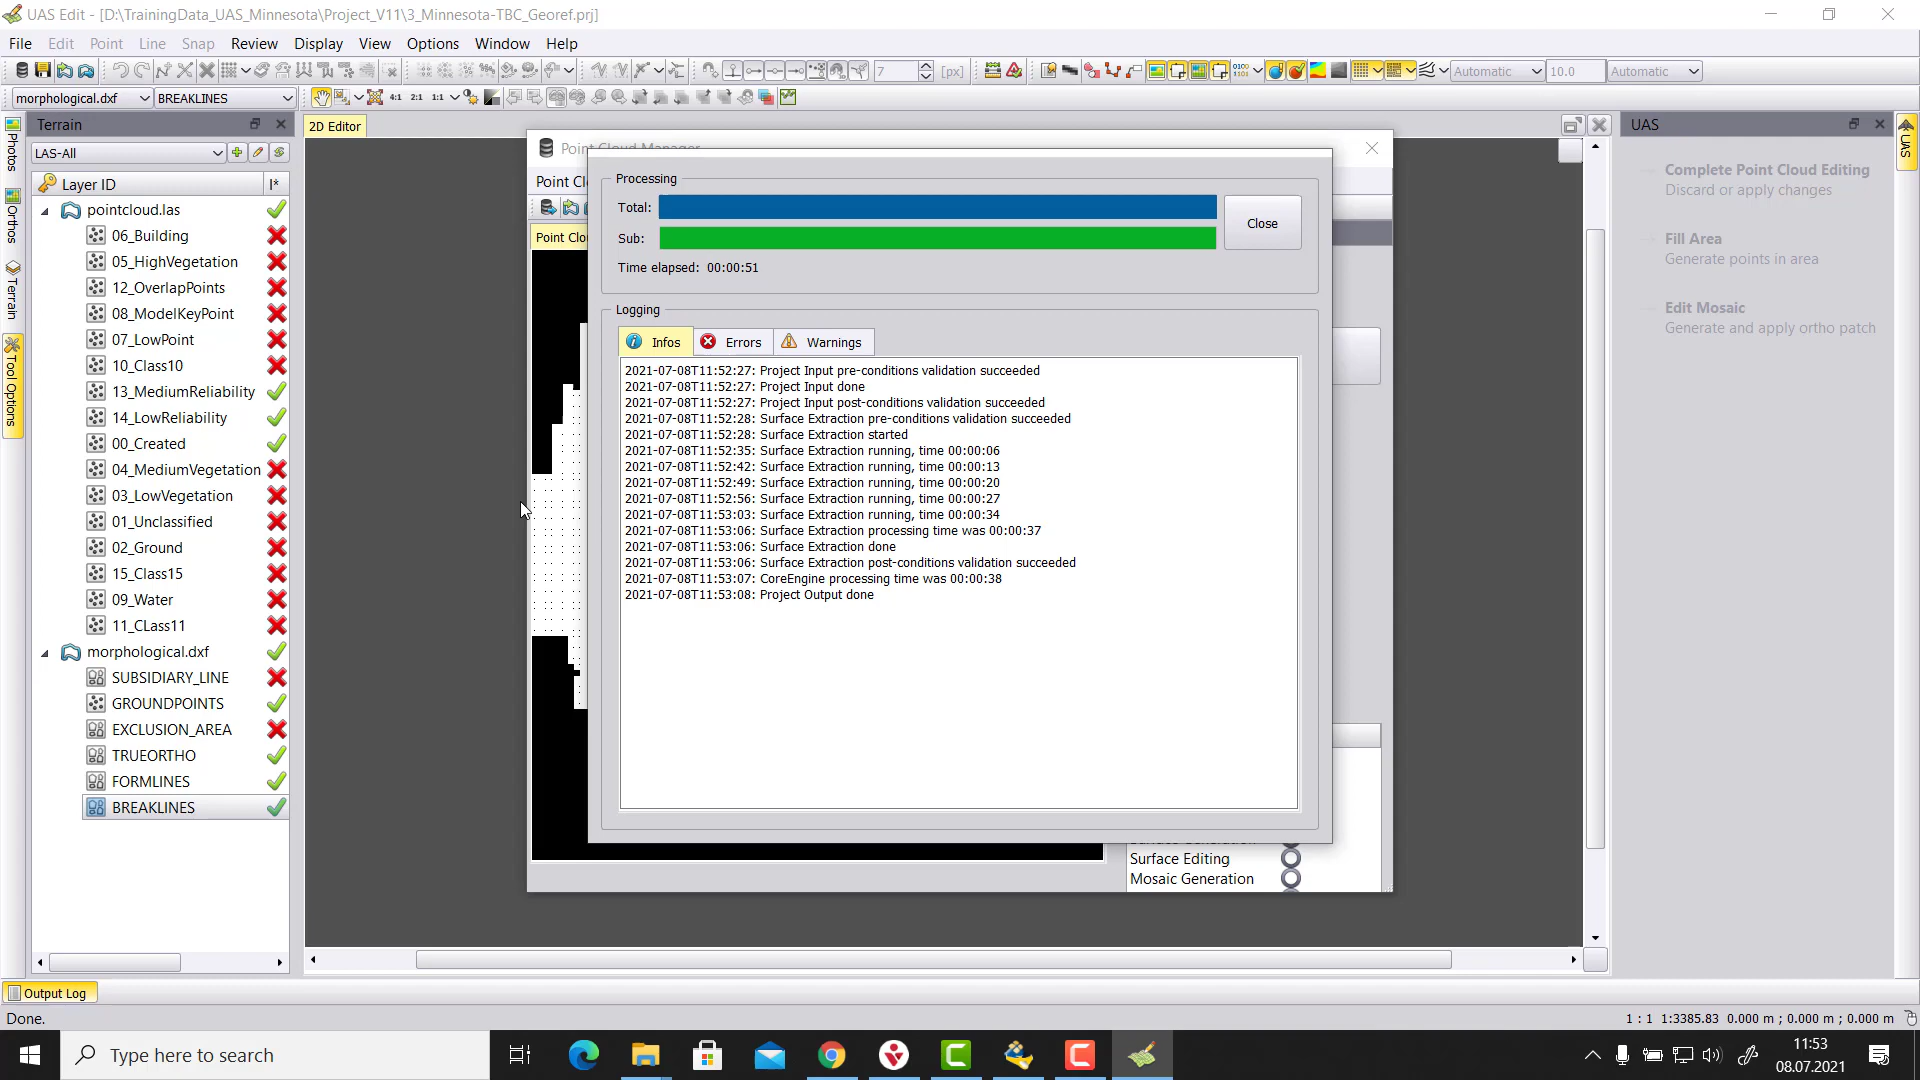 UAS Edit - [D:\TrainingData_UAS_Minnesota\Project_V11\3_Minnesota-TBC_Georef.prj]
File Edit Point Line Snap Review Display View Options Window Help
7 [px] Automatic 10.0 Automatic
morphological.dxf BREAKLINES 4:1 2:1 1:1
Terrain
2D Editor
UAS
Photos
Orthos
Terrain
Tool Options
UAS
LAS-All
Layer ID
pointcloud.las
06_Building
05_HighVegetation
12_OverlapPoints
08_ModelKeyPoint
07_LowPoint
10_Class10
13_MediumReliability
14_LowReliability
00_Created
04_MediumVegetation
03_LowVegetation
01_Unclassified
02_Ground
15_Class15
09_Water
11_CLass11
morphological.dxf
SUBSIDIARY_LINE
GROUNDPOINTS
EXCLUSION_AREA
TRUEORTHO
FORMLINES
BREAKLINES
Point Cloud Manager
Point Cl
Point Clo
Processing
Total:
Sub:
Close
Time elapsed: 00:00:51
Logging
Infos Errors Warnings
2021-07-08T11:52:27: Project Input pre-conditions validation succeeded
2021-07-08T11:52:27: Project Input done
2021-07-08T11:52:27: Project Input post-conditions validation succeeded
2021-07-08T11:52:28: Surface Extraction pre-conditions validation succeeded
2021-07-08T11:52:28: Surface Extraction started
2021-07-08T11:52:35: Surface Extraction running, time 00:00:06
2021-07-08T11:52:42: Surface Extraction running, time 00:00:13
2021-07-08T11:52:49: Surface Extraction running, time 00:00:20
2021-07-08T11:52:56: Surface Extraction running, time 00:00:27
2021-07-08T11:53:03: Surface Extraction running, time 00:00:34
2021-07-08T11:53:06: Surface Extraction processing time was 00:00:37
2021-07-08T11:53:06: Surface Extraction done
2021-07-08T11:53:06: Surface Extraction post-conditions validation succeeded
2021-07-08T11:53:07: CoreEngine processing time was 00:00:38
2021-07-08T11:53:08: Project Output done
Surface Editing
Mosaic Generation
Complete Point Cloud Editing
Discard or apply changes
Fill Area
Generate points in area
Edit Mosaic
Generate and apply ortho patch
Output Log
Done.
1 : 1 1:3385.83 0.000 m ; 0.000 m ; 0.000 m
Type here to search
11:53
08.07.2021